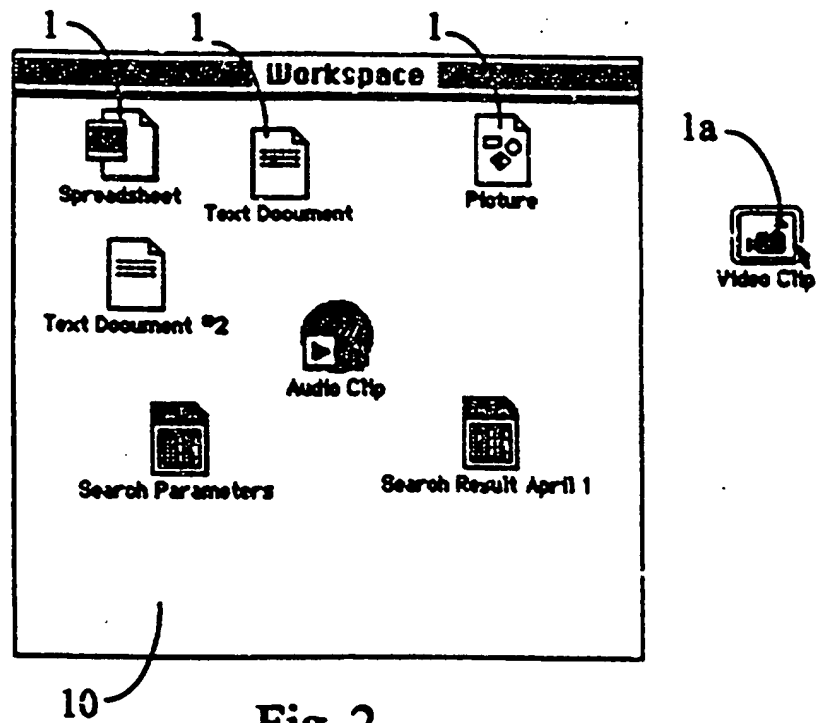 1 1 1
Workspace
1a
Spreadsheet
Text Document
Picture
Video Clip
Text Document #2
Audio Clip
Search Parameters
Search Result April 1
10
Fig. 2